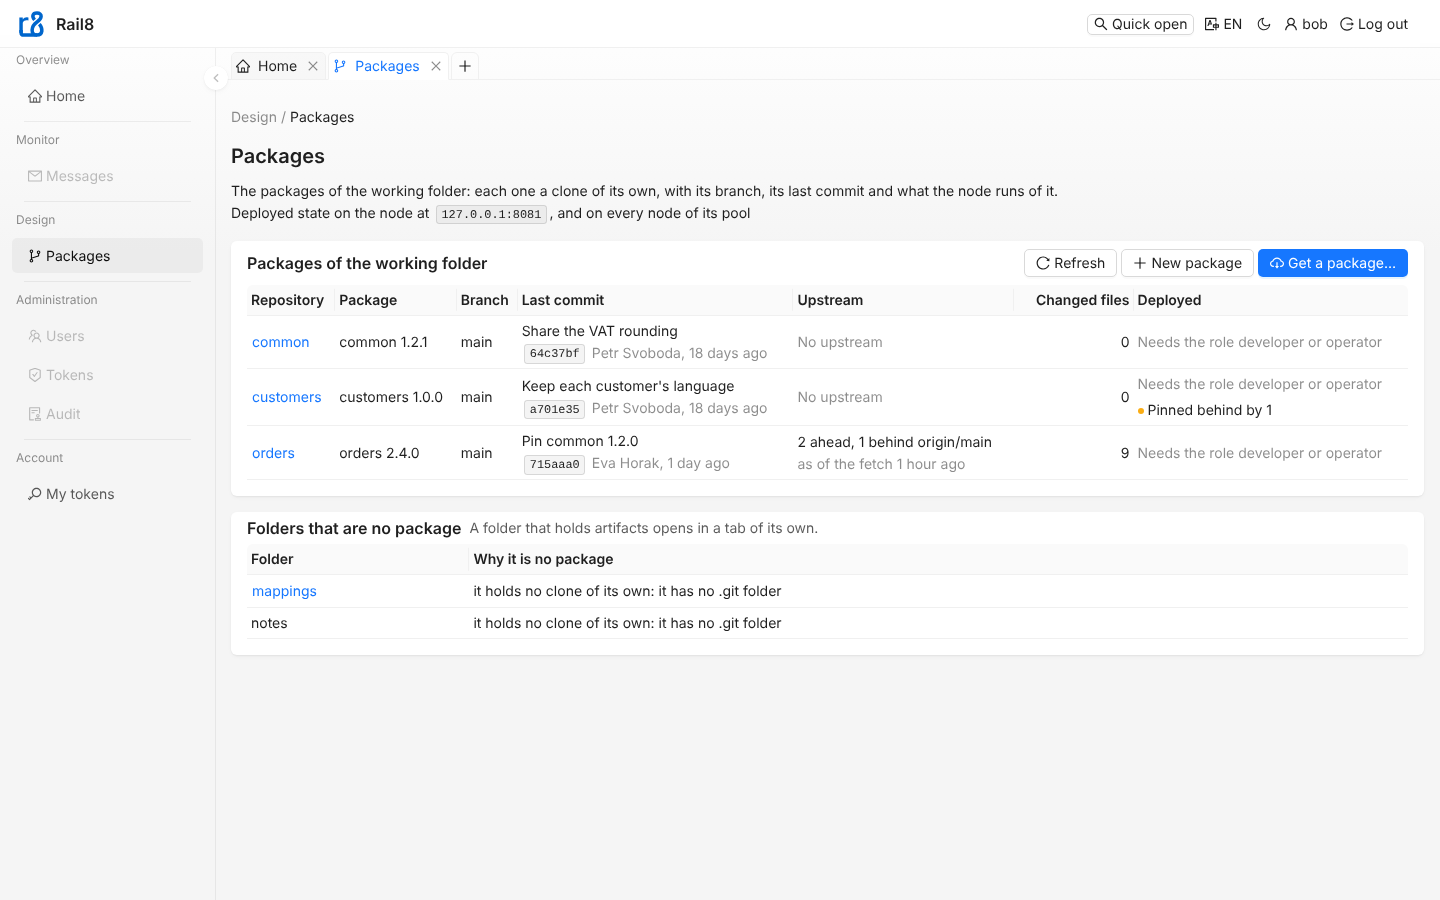 Rail8
Quick open
EN
bob
Log out
Overview
Home
Monitor
Messages
Design
Packages
Administration
Users
Tokens
Audit
Account
My tokens
Home
Packages
Design / Packages
Packages
The packages of the working folder: each one a clone of its own, with its branch, its last commit and what the node runs of it.
Deployed state on the node at 127.0.0.1:8081, and on every node of its pool
Packages of the working folder
Refresh
New package
Get a package...
Repository Package Branch Last commit Upstream Changed files Deployed
common common 1.2.1 main Share the VAT rounding No upstream 0 Needs the role developer or operator
64c37bf Petr Svoboda, 18 days ago
customers customers 1.0.0 main Keep each customer's language No upstream 0 Needs the role developer or operator
a701e35 Petr Svoboda, 18 days ago Pinned behind by 1
orders orders 2.4.0 main Pin common 1.2.0 2 ahead, 1 behind origin/main 9 Needs the role developer or operator
715aaa0 Eva Horak, 1 day ago as of the fetch 1 hour ago
Folders that are no package A folder that holds artifacts opens in a tab of its own.
Folder Why it is no package
mappings it holds no clone of its own: it has no .git folder
notes it holds no clone of its own: it has no .git folder